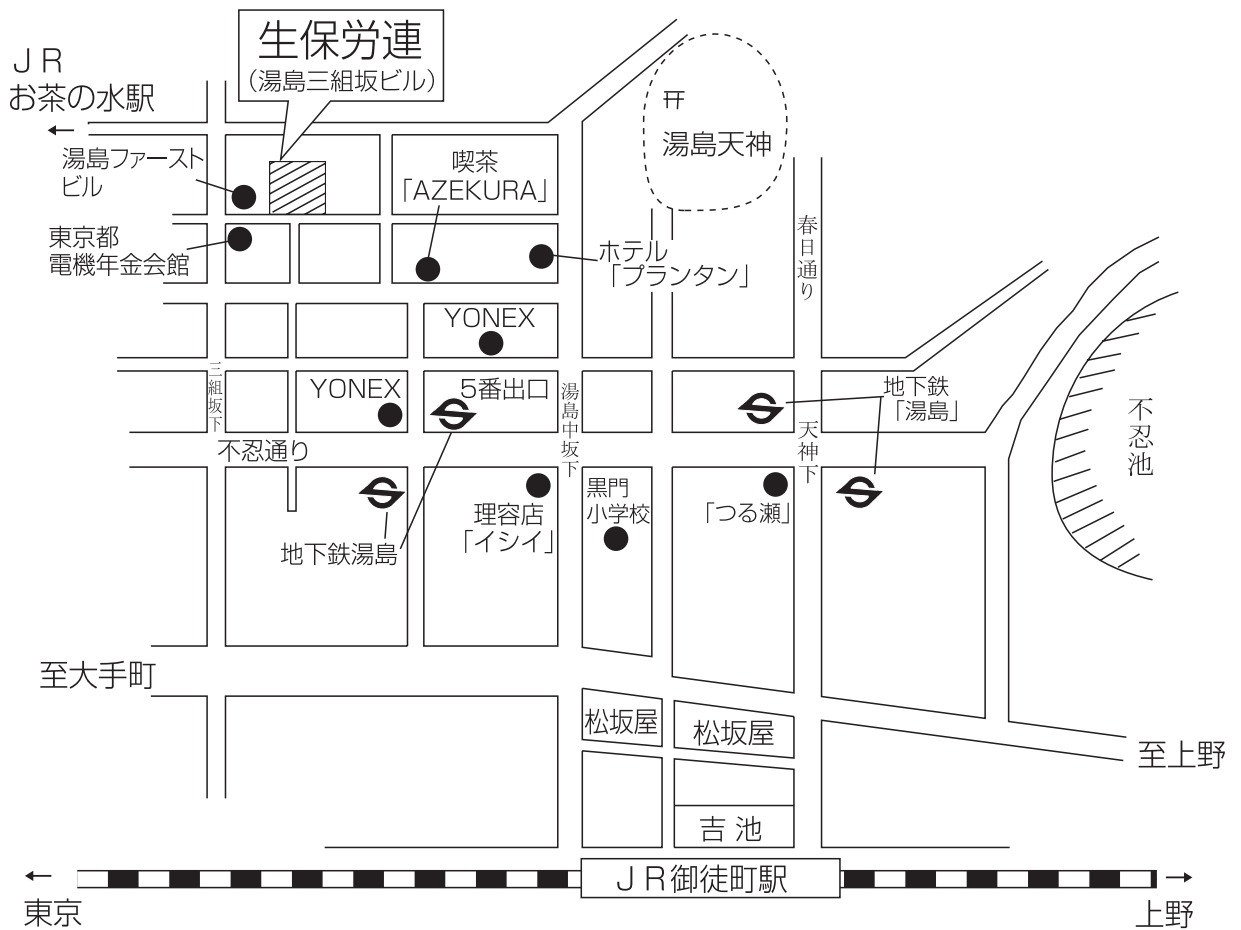 生保労連
（湯島三組坂ビル）
ＪＲ
お茶の水駅
←
湯島ファースト
ビル
喫茶
「AZEKURA」
湯島天神
東京都
電機年金会館
ホテル
「プランタン」
春日通り
YONEX
三組坂下
YONEX
5番出口
湯島中坂下
地下鉄
「湯島」
天神下
不忍池
不忍通り
理容店
「イシイ」
黒門
小学校
「つる瀬」
地下鉄湯島
至大手町
松坂屋
松坂屋
至上野
吉池
←
東京
ＪＲ御徒町駅
→
上野